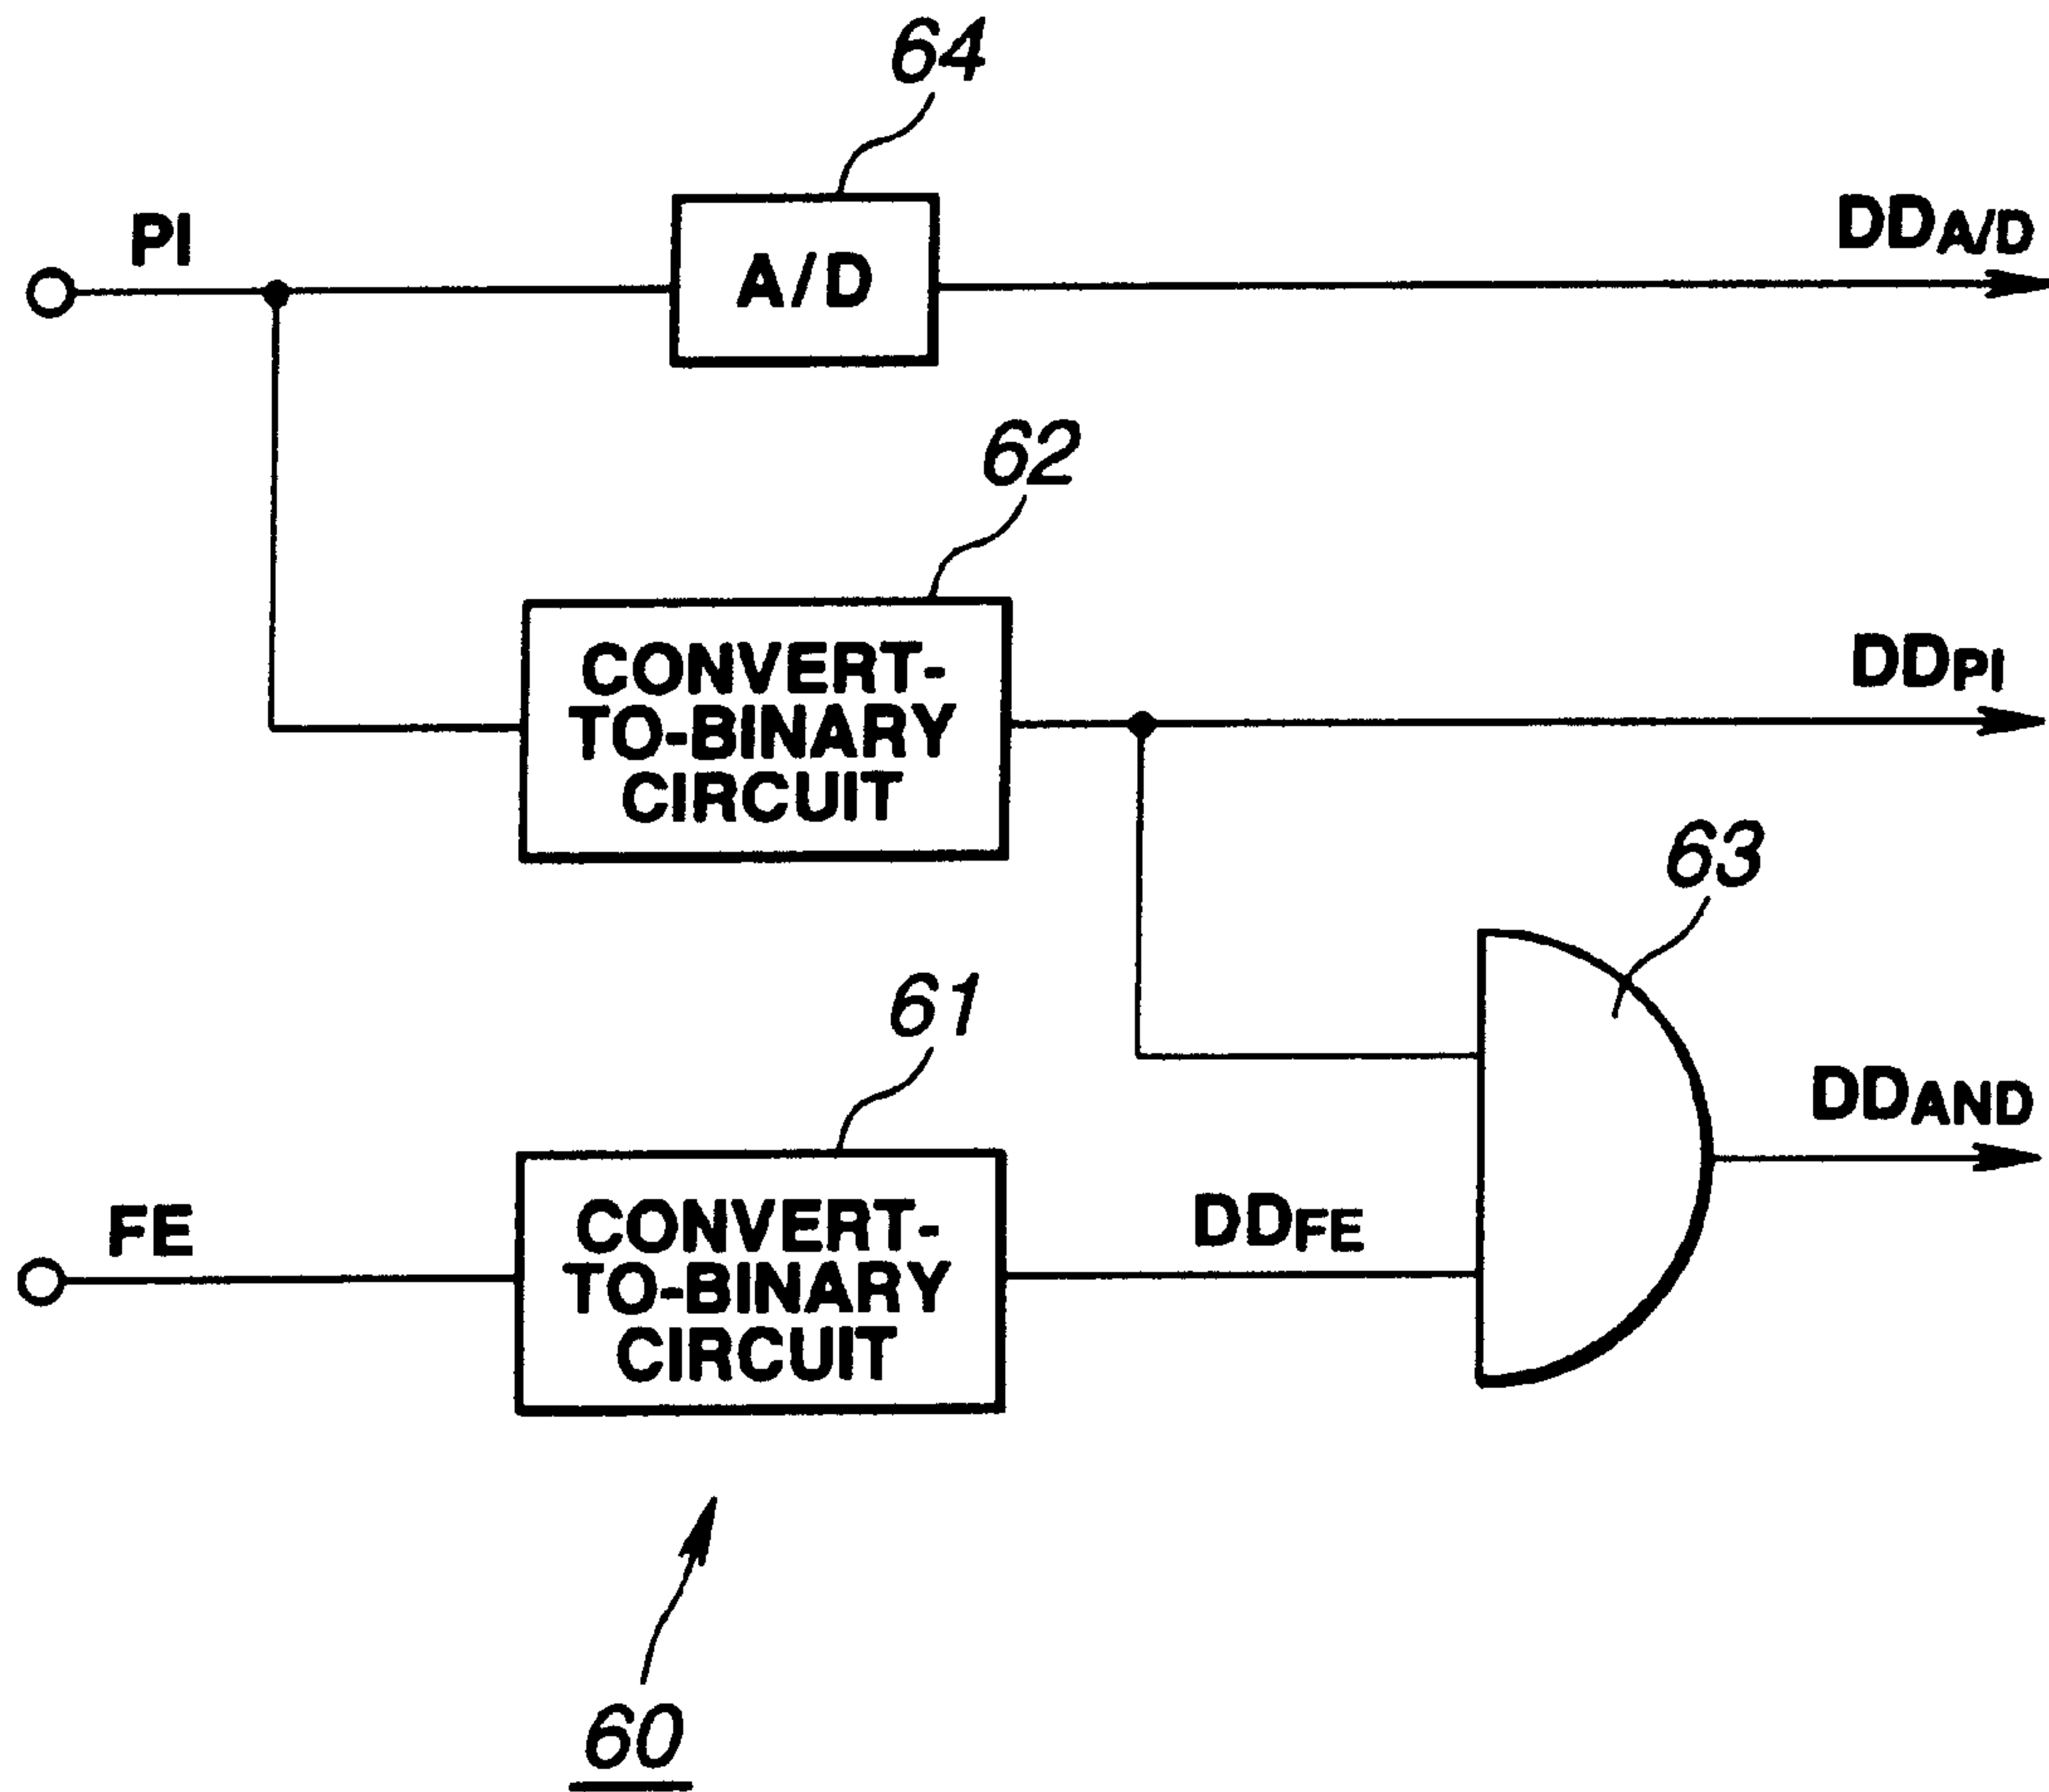 64
PI
A/D
DDA/D
62
CONVERT-
TO-BINARY
CIRCUIT
DDPI
63
61
FE
CONVERT-
TO-BINARY
CIRCUIT
DDFE
DDAND
60